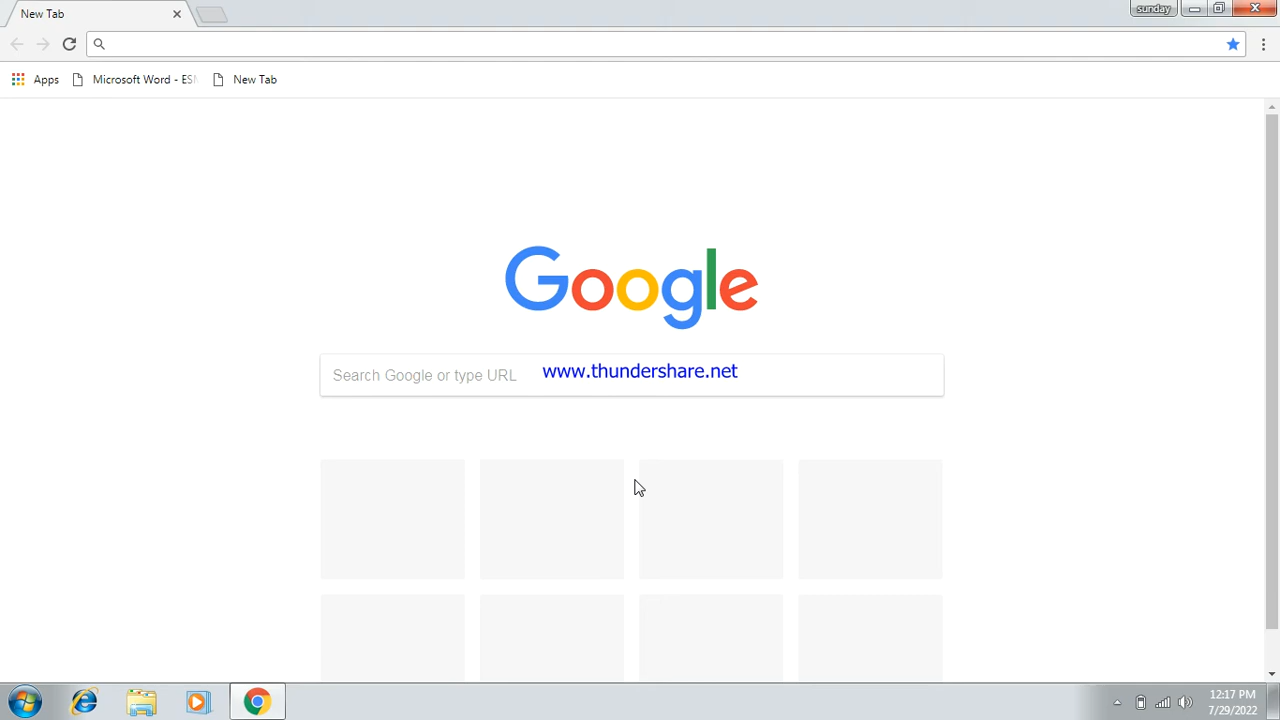 New Tab
sunday
Apps
Microsoft Word - ESM
New Tab
Google
Search Google or type URL
www.thundershare.net
12:17 PM
7/29/2022